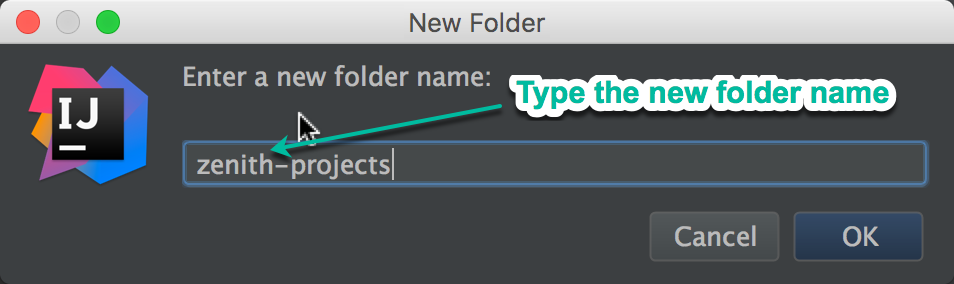 New Folder
Enter a new folder name:
Type the new folder name
IJ
zenith-projects
Cancel
OK